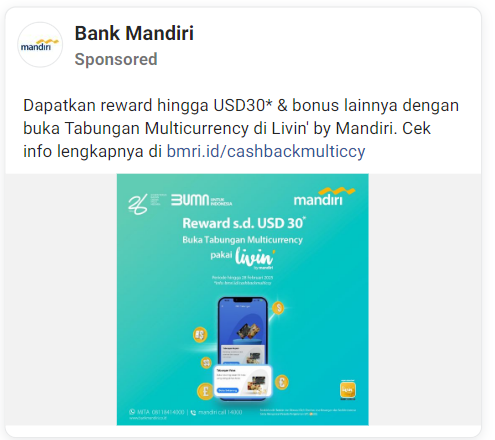 mandiri
Bank Mandiri
Sponsored
Dapatkan reward hingga USD30* & bonus lainnya dengan
buka Tabungan Multicurrency di Livin' by Mandiri. Cek
info lengkapnya di bmri.id/cashbackmulticcy
26
BUMN UNTUK
INDONESIA
mandiri
Reward s.d. USD 30*
Buka Tabungan Multicurrency
pakai livin'
by mandiri
mandiri call 14000